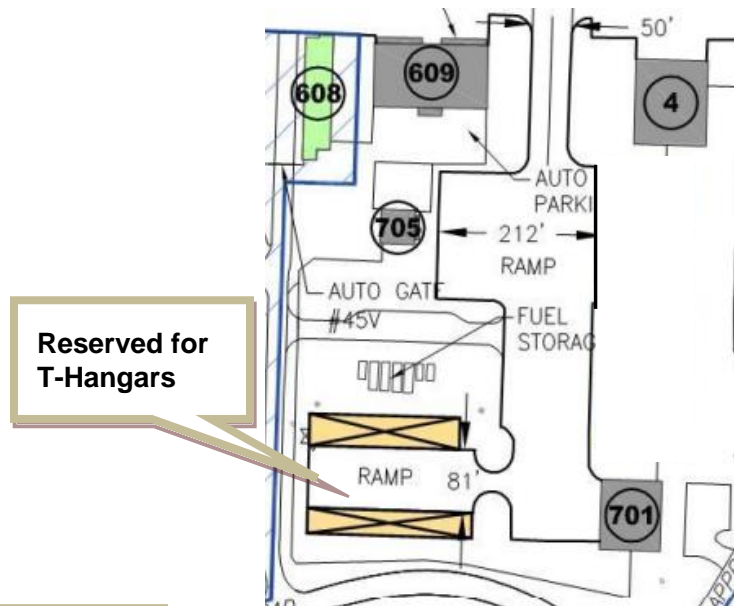 50'
608
609
4
AUTO
PARKI
705
212'
RAMP
AUTO GATE
#45V
FUEL
STORAG
Reserved for
T-Hangars
RAMP
81'
701
APPR